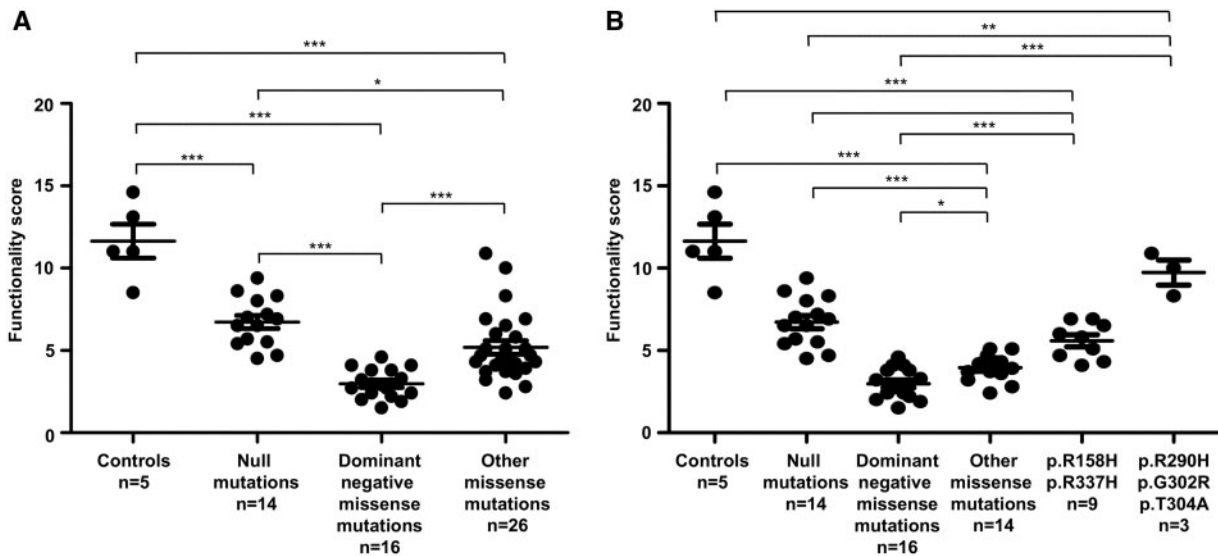 A
***
*
***
***
***
***
20
15
10
5
0
Functionality score
Controls
n=5
Null
mutations
n=14
Dominant
negative
missense
mutations
n=16
Other
missense
mutations
n=26
B
**
***
***
***
***
***
*
20
15
10
5
0
Functionality score
Controls
n=5
Null
mutations
n=14
Dominant
negative
missense
mutations
n=16
Other
missense
mutations
n=14
p.R158H
p.R337H
n=9
p.R290H
p.G302R
p.T304A
n=3